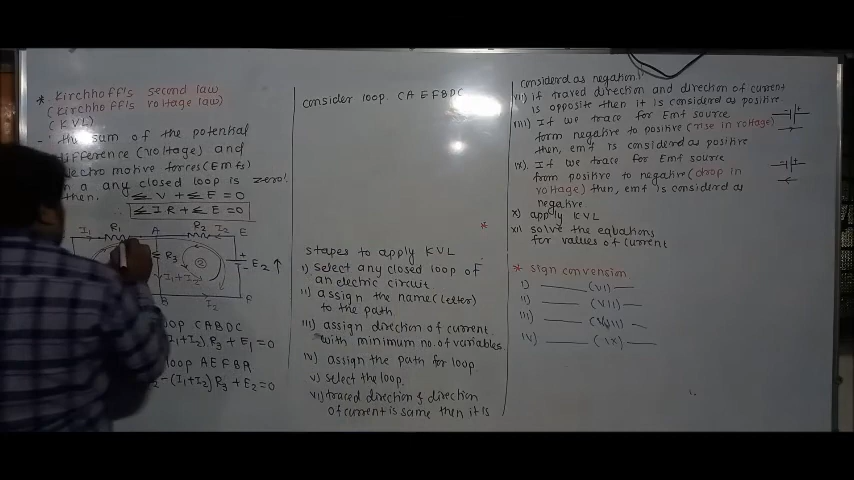 * Kirchhoff's second law
(Kirchhoff's voltage law)
(KVL)
-' the sum of the potential
difference (voltage) and
electro motive forces (Emfs)
in a any closed loop is zero'.
then. ≤ V + ≤ E = 0
≤ I R + ≤ E = 0
I₁ R₁ A R₂ I₂ E
R₃ ② E₂ ↑
I₁+I₂
B I₂ F
loop CABDC
I₁+I₂) R₃ + E₁ = 0
loop AEFBA
-(I₁+I₂) R₃ + E₂ = 0
consider loop CAEFBDC
*
stapes to apply KVL
i) select any closed loop of
an electric circuit
ii) assign the name (letter)
to the path
iii) assign direction of current
with minimum no. of variables
iv) assign the path for loop
v) select the loop.
vi) traced direction & direction
of current is same then it is
considerd as negation.
vii) if traved direction and direction of current
is opposite then it is considered as positive
viii) If we trace for Emf source
form negative to positive (rise in voltage)
then, emf is considerd as positive
ix). If we trace for Emf source
from positive to negative (drop in
voltage) then, emf is considerd as
negative
x) apply KVL
xi) solve the equations
for values of current
* sign convension
i) (VI)
ii) (VII)
iii) (VIII)
iv) (IX)